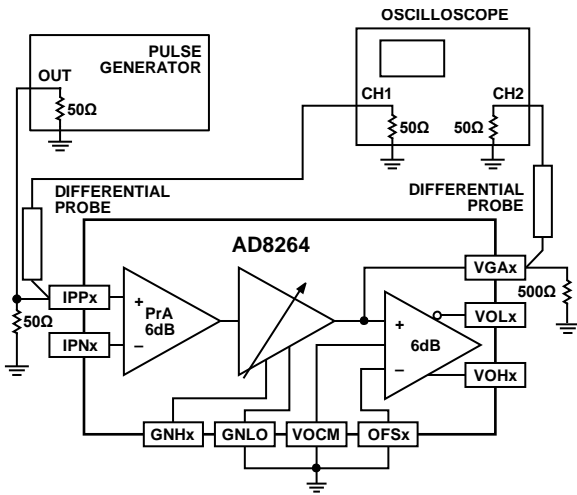 OSCILLOSCOPE
PULSE
GENERATOR
OUT
50Ω
CH1
CH2
50Ω
50Ω
DIFFERENTIAL
PROBE
DIFFERENTIAL
PROBE
AD8264
IPPx
IPNx
50Ω
+
PrA
6dB
–
+
6dB
–
VGAx
500Ω
VOLx
VOHx
GNHx
GNLO
VOCM
OFSx